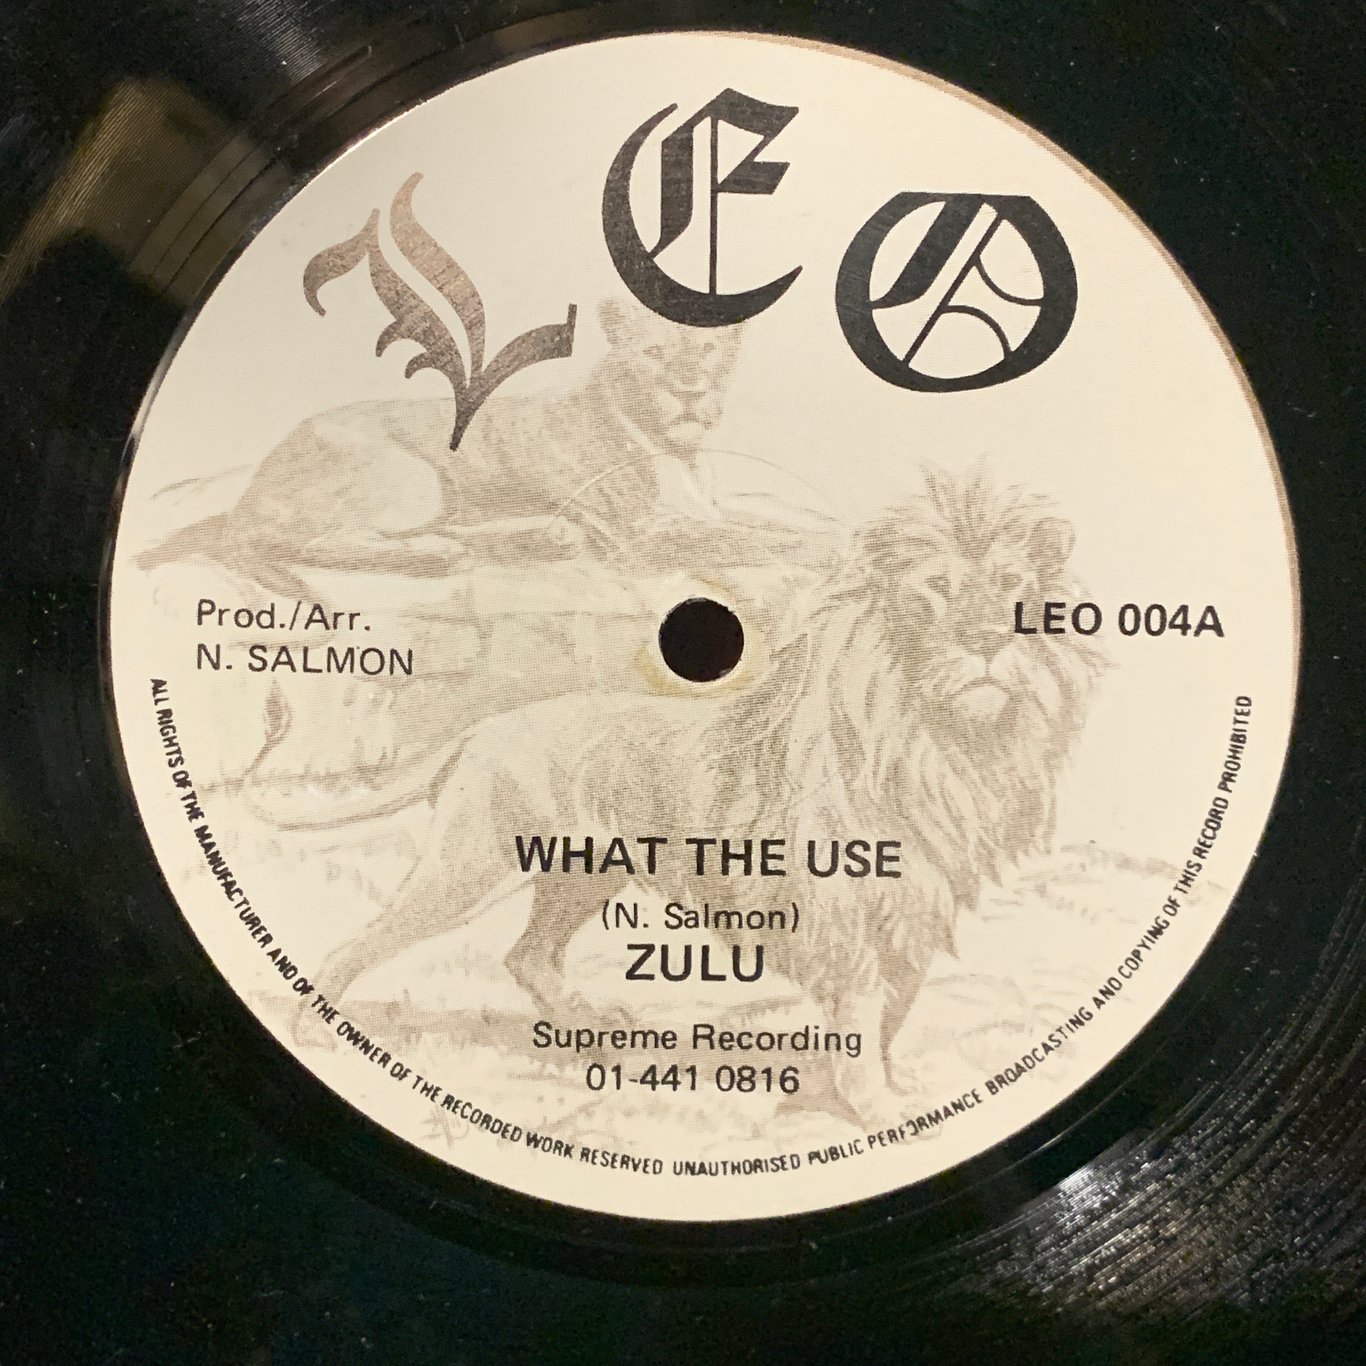 LEO
Prod./Arr.
N. SALMON
LEO 004A
WHAT THE USE
(N. Salmon)
ZULU
Supreme Recording
01-441 0816
ALL RIGHTS OF THE MANUFACTURER AND OF THE OWNER OF THE RECORDED WORK RESERVED UNAUTHORISED PUBLIC PERFORMANCE BROADCASTING AND COPYING OF THIS RECORD PROHIBITED